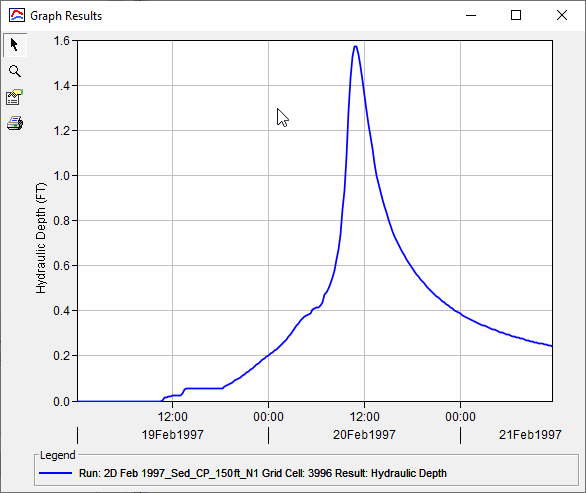 Graph Results
Hydraulic Depth (FT)
1.6
1.4
1.2
1.0
0.8
0.6
0.4
0.2
0.0
12:00 00:00 12:00 00:00
19Feb1997 20Feb1997 21Feb1997
Legend
Run: 2D Feb 1997_Sed_CP_150ft_N1 Grid Cell: 3996 Result: Hydraulic Depth